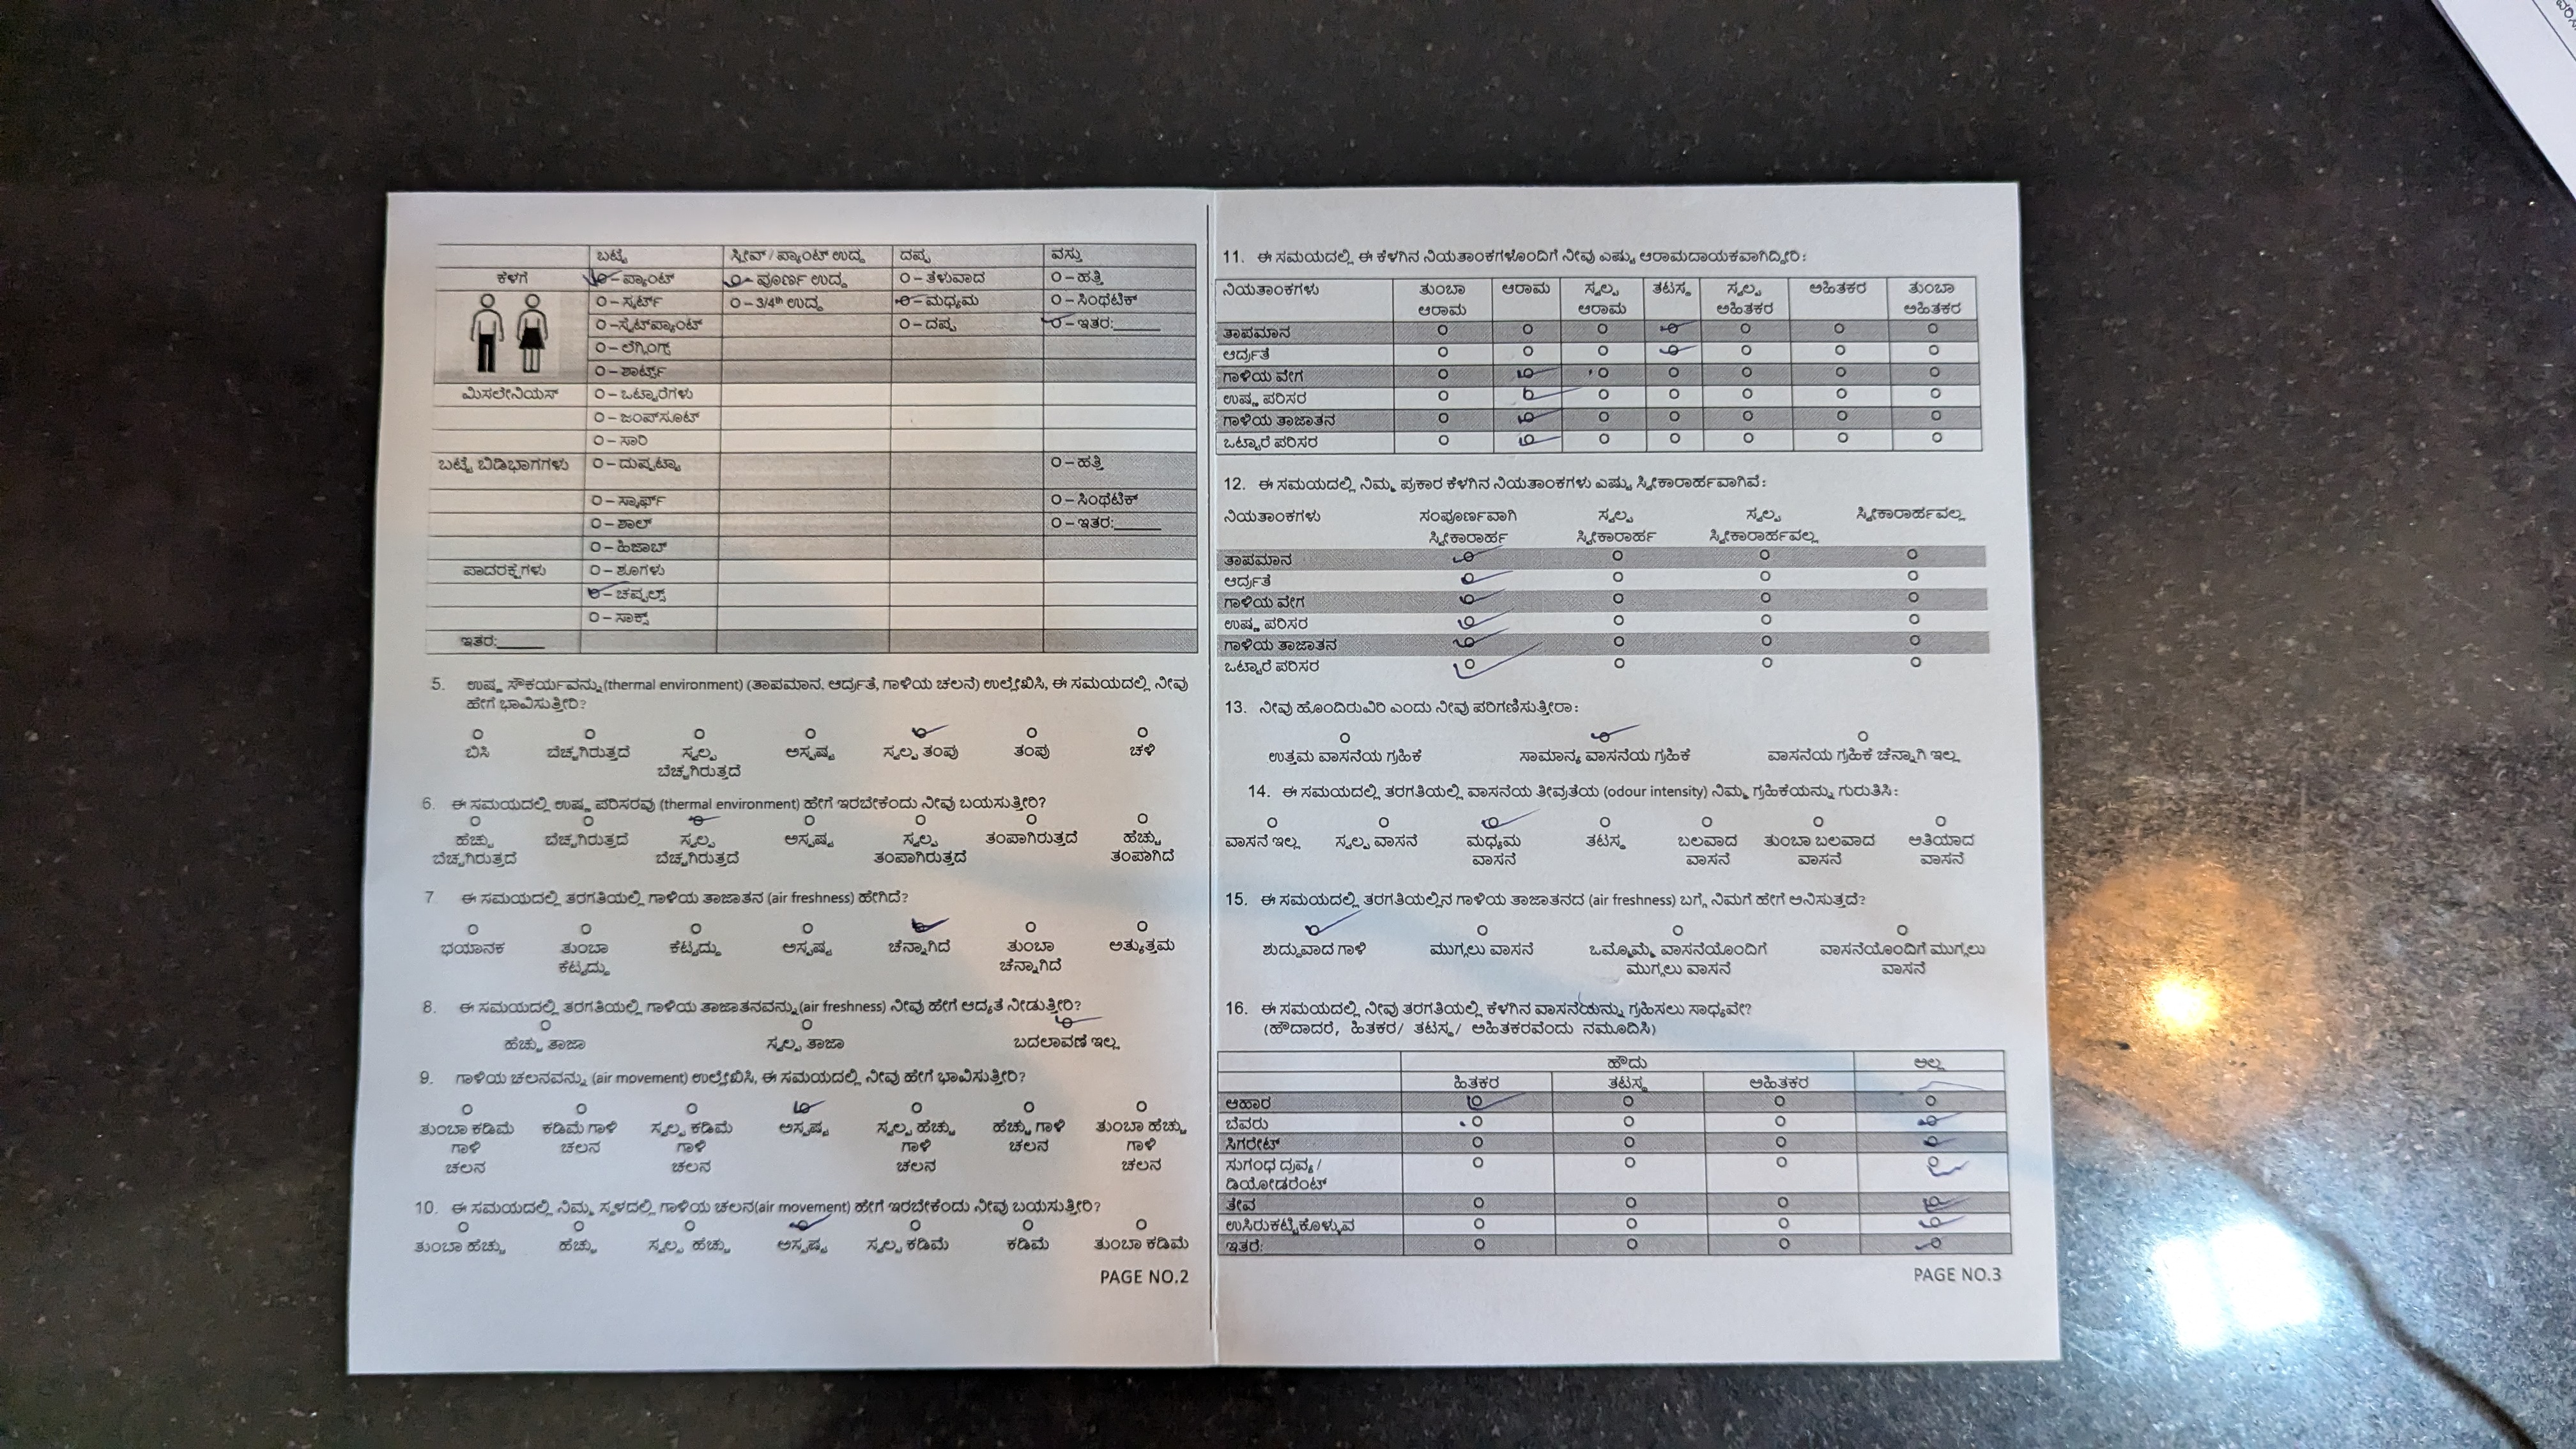 ಬಟ್ಟೆ ಸ್ಲೀವ್ / ಪ್ಯಾಂಟ್ ಉದ್ದ ದಪ್ಪ ವಸ್ತು
ಕೆಳಗೆ O – ಪ್ಯಾಂಟ್ O – ಪೂರ್ಣ ಉದ್ದ O – ತೆಳುವಾದ O – ಹತ್ತಿ
O – ಸ್ಕರ್ಟ್ O – 3/4th ಉದ್ದ O – ಮಧ್ಯಮ O – ಸಿಂಥೆಟಿಕ್
O – ಸ್ವೆಟ್‌ಪ್ಯಾಂಟ್ O – ದಪ್ಪ O – ಇತರ:_____
O – ಲೆಗ್ಗಿಂಗ್ಸ್
O – ಶಾರ್ಟ್ಸ್
ಮಿಸಲೇನಿಯಸ್ O – ಒಟ್ಟಾರೆಗಳು
O – ಜಂಪ್‌ಸೂಟ್
O – ಸಾರಿ
ಬಟ್ಟೆ ಬಿಡಿಭಾಗಗಳು O – ದುಪ್ಪಟ್ಟಾ O – ಹತ್ತಿ
O – ಸ್ಕಾರ್ಫ್ O – ಸಿಂಥೆಟಿಕ್
O – ಶಾಲ್ O – ಇತರ:_____
O – ಹಿಜಾಬ್
ಪಾದರಕ್ಷೆಗಳು O – ಶೂಗಳು
O – ಚಪ್ಪಲ್ಸ್
O – ಸಾಕ್ಸ್
ಇತರ:_____
5. ಉಷ್ಣ ಸೌಕರ್ಯವನ್ನು (thermal environment) (ತಾಪಮಾನ, ಆರ್ದ್ರತೆ, ಗಾಳಿಯ ಚಲನೆ) ಉಲ್ಲೇಖಿಸಿ, ಈ ಸಮಯದಲ್ಲಿ ನೀವು
ಹೇಗೆ ಭಾವಿಸುತ್ತೀರಿ?
O O O O O O O
ಬಿಸಿ ಬೆಚ್ಚಗಿರುತ್ತದೆ ಸ್ವಲ್ಪ ಅಸ್ಪಷ್ಟ ಸ್ವಲ್ಪ ತಂಪು ತಂಪು ಚಳಿ
ಬೆಚ್ಚಗಿರುತ್ತದೆ
6. ಈ ಸಮಯದಲ್ಲಿ ಉಷ್ಣ ಪರಿಸರವು (thermal environment) ಹೇಗೆ ಇರಬೇಕೆಂದು ನೀವು ಬಯಸುತ್ತೀರಿ?
O O O O O O O
ಹೆಚ್ಚು ಬೆಚ್ಚಗಿರುತ್ತದೆ ಸ್ವಲ್ಪ ಅಸ್ಪಷ್ಟ ಸ್ವಲ್ಪ ತಂಪಾಗಿರುತ್ತದೆ ಹೆಚ್ಚು
ಬೆಚ್ಚಗಿರುತ್ತದೆ ಬೆಚ್ಚಗಿರುತ್ತದೆ ತಂಪಾಗಿರುತ್ತದೆ ತಂಪಾಗಿದೆ
7. ಈ ಸಮಯದಲ್ಲಿ ತರಗತಿಯಲ್ಲಿ ಗಾಳಿಯ ತಾಜಾತನ (air freshness) ಹೇಗಿದೆ?
O O O O O O O
ಭಯಾನಕ ತುಂಬಾ ಕೆಟ್ಟದ್ದು ಅಸ್ಪಷ್ಟ ಚೆನ್ನಾಗಿದೆ ತುಂಬಾ ಅತ್ಯುತ್ತಮ
ಕೆಟ್ಟದ್ದು ಚೆನ್ನಾಗಿದೆ
8. ಈ ಸಮಯದಲ್ಲಿ ತರಗತಿಯಲ್ಲಿ ಗಾಳಿಯ ತಾಜಾತನವನ್ನು (air freshness) ನೀವು ಹೇಗೆ ಆದ್ಯತೆ ನೀಡುತ್ತೀರಿ?
O O O
ಹೆಚ್ಚು ತಾಜಾ ಸ್ವಲ್ಪ ತಾಜಾ ಬದಲಾವಣೆ ಇಲ್ಲ
9. ಗಾಳಿಯ ಚಲನವನ್ನು (air movement) ಉಲ್ಲೇಖಿಸಿ, ಈ ಸಮಯದಲ್ಲಿ ನೀವು ಹೇಗೆ ಭಾವಿಸುತ್ತೀರಿ?
O O O O O O O
ತುಂಬಾ ಕಡಿಮೆ ಕಡಿಮೆ ಗಾಳಿ ಸ್ವಲ್ಪ ಕಡಿಮೆ ಅಸ್ಪಷ್ಟ ಸ್ವಲ್ಪ ಹೆಚ್ಚು ಹೆಚ್ಚು ಗಾಳಿ ತುಂಬಾ ಹೆಚ್ಚು
ಗಾಳಿ ಚಲನ ಗಾಳಿ ಗಾಳಿ ಚಲನ ಗಾಳಿ
ಚಲನ ಚಲನ ಚಲನ ಚಲನ
10. ಈ ಸಮಯದಲ್ಲಿ ನಿಮ್ಮ ಸ್ಥಳದಲ್ಲಿ ಗಾಳಿಯ ಚಲನ(air movement) ಹೇಗೆ ಇರಬೇಕೆಂದು ನೀವು ಬಯಸುತ್ತೀರಿ?
O O O O O O O
ತುಂಬಾ ಹೆಚ್ಚು ಹೆಚ್ಚು ಸ್ವಲ್ಪ ಹೆಚ್ಚು ಅಸ್ಪಷ್ಟ ಸ್ವಲ್ಪ ಕಡಿಮೆ ಕಡಿಮೆ ತುಂಬಾ ಕಡಿಮೆ
PAGE NO.2
11. ಈ ಸಮಯದಲ್ಲಿ ಈ ಕೆಳಗಿನ ನಿಯತಾಂಕಗಳೊಂದಿಗೆ ನೀವು ಎಷ್ಟು ಆರಾಮದಾಯಕವಾಗಿದ್ದೀರಿ:
ನಿಯತಾಂಕಗಳು ತುಂಬಾ ಆರಾಮ ಸ್ವಲ್ಪ ತಟಸ್ಥ ಸ್ವಲ್ಪ ಅಹಿತಕರ ತುಂಬಾ
ಆರಾಮ ಆರಾಮ ಅಹಿತಕರ ಅಹಿತಕರ
ತಾಪಮಾನ O O O O O O O
ಆರ್ದ್ರತೆ O O O O O O O
ಗಾಳಿಯ ವೇಗ O O O O O O O
ಉಷ್ಣ ಪರಿಸರ O O O O O O O
ಗಾಳಿಯ ತಾಜಾತನ O O O O O O O
ಒಟ್ಟಾರೆ ಪರಿಸರ O O O O O O O
12. ಈ ಸಮಯದಲ್ಲಿ ನಿಮ್ಮ ಪ್ರಕಾರ ಕೆಳಗಿನ ನಿಯತಾಂಕಗಳು ಎಷ್ಟು ಸ್ವೀಕಾರಾರ್ಹವಾಗಿವೆ:
ನಿಯತಾಂಕಗಳು ಸಂಪೂರ್ಣವಾಗಿ ಸ್ವಲ್ಪ ಸ್ವಲ್ಪ ಸ್ವೀಕಾರಾರ್ಹವಲ್ಲ
ಸ್ವೀಕಾರಾರ್ಹ ಸ್ವೀಕಾರಾರ್ಹ ಸ್ವೀಕಾರಾರ್ಹವಲ್ಲ
ತಾಪಮಾನ O O O O
ಆರ್ದ್ರತೆ O O O O
ಗಾಳಿಯ ವೇಗ O O O O
ಉಷ್ಣ ಪರಿಸರ O O O O
ಗಾಳಿಯ ತಾಜಾತನ O O O O
ಒಟ್ಟಾರೆ ಪರಿಸರ O O O O
13. ನೀವು ಹೊಂದಿರುವಿರಿ ಎಂದು ನೀವು ಪರಿಗಣಿಸುತ್ತೀರಾ:
O O O
ಉತ್ತಮ ವಾಸನೆಯ ಗ್ರಹಿಕೆ ಸಾಮಾನ್ಯ ವಾಸನೆಯ ಗ್ರಹಿಕೆ ವಾಸನೆಯ ಗ್ರಹಿಕೆ ಚೆನ್ನಾಗಿ ಇಲ್ಲ
14. ಈ ಸಮಯದಲ್ಲಿ ತರಗತಿಯಲ್ಲಿ ವಾಸನೆಯ ತೀವ್ರತೆಯ (odour intensity) ನಿಮ್ಮ ಗ್ರಹಿಕೆಯನ್ನು ಗುರುತಿಸಿ:
O O O O O O O
ವಾಸನೆ ಇಲ್ಲ ಸ್ವಲ್ಪ ವಾಸನೆ ಮಧ್ಯಮ ತಟಸ್ಥ ಬಲವಾದ ತುಂಬಾ ಬಲವಾದ ಅತಿಯಾದ
ವಾಸನೆ ವಾಸನೆ ವಾಸನೆ ವಾಸನೆ
15. ಈ ಸಮಯದಲ್ಲಿ ತರಗತಿಯಲ್ಲಿನ ಗಾಳಿಯ ತಾಜಾತನದ (air freshness) ಬಗ್ಗೆ ನಿಮಗೆ ಹೇಗೆ ಅನಿಸುತ್ತದೆ?
O O O O
ಶುದ್ಧುವಾದ ಗಾಳಿ ಮುಗ್ಗಲು ವಾಸನೆ ಒಮ್ಮೊಮ್ಮೆ ವಾಸನೆಯೊಂದಿಗೆ ವಾಸನೆಯೊಂದಿಗೆ ಮುಗ್ಗಲು
ಮುಗ್ಗಲು ವಾಸನೆ ವಾಸನೆ
16. ಈ ಸಮಯದಲ್ಲಿ ನೀವು ತರಗತಿಯಲ್ಲಿ ಕೆಳಗಿನ ವಾಸನೆಯನ್ನು ಗ್ರಹಿಸಲು ಸಾಧ್ಯವೇ?
(ಹೌದಾದರೆ, ಹಿತಕರ/ ತಟಸ್ಥ/ ಅಹಿತಕರವೆಂದು ನಮೂದಿಸಿ)
ಹೌದು ಅಲ್ಲ
ಹಿತಕರ ತಟಸ್ಥ ಅಹಿತಕರ
ಆಹಾರ O O O O
ಬೆವರು O O O O
ಸಿಗರೇಟ್ O O O O
ಸುಗಂಧ ದ್ರವ್ಯ / O O O O
ಡಿಯೋಡರೆಂಟ್
ತೇವ O O O O
ಉಸಿರುಕಟ್ಟಿಕೊಳ್ಳುವ O O O O
ಇತರೆ: O O O O
PAGE NO.3